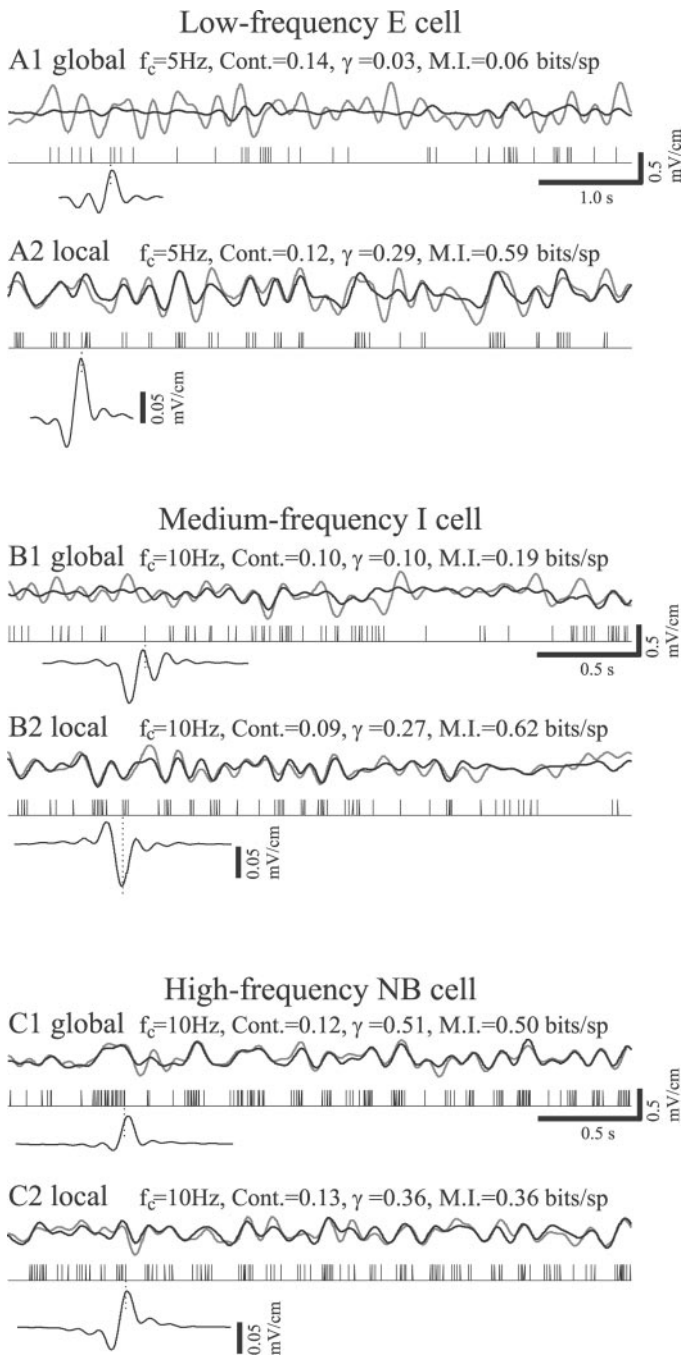 Low-frequency E cell
A1 global f_c=5Hz, Cont.=0.14, γ =0.03, M.I.=0.06 bits/sp
0.5 mV/cm
1.0 s
A2 local f_c=5Hz, Cont.=0.12, γ =0.29, M.I.=0.59 bits/sp
0.05 mV/cm
Medium-frequency I cell
B1 global f_c=10Hz, Cont.=0.10, γ =0.10, M.I.=0.19 bits/sp
0.5 mV/cm
0.5 s
B2 local f_c=10Hz, Cont.=0.09, γ =0.27, M.I.=0.62 bits/sp
0.05 mV/cm
High-frequency NB cell
C1 global f_c=10Hz, Cont.=0.12, γ =0.51, M.I.=0.50 bits/sp
0.5 mV/cm
0.5 s
C2 local f_c=10Hz, Cont.=0.13, γ =0.36, M.I.=0.36 bits/sp
0.05 mV/cm